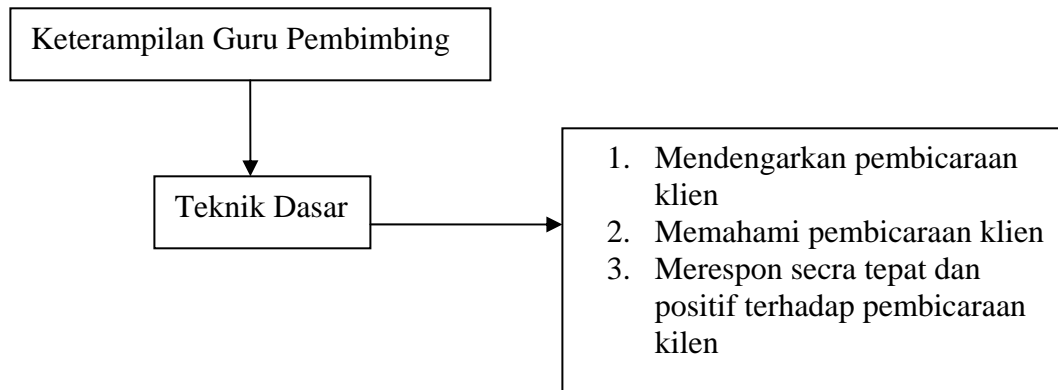 Keterampilan Guru Pembimbing
Teknik Dasar
1. Mendengarkan pembicaraan
klien
2. Memahami pembicaraan klien
3. Merespon secra tepat dan
positif terhadap pembicaraan
kilen